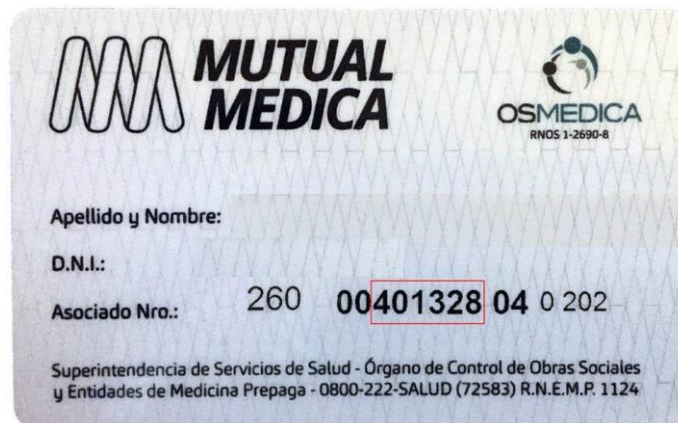 MUTUAL
MEDICA
OSMEDICA
RNOS 1-2690-8
Apellido y Nombre:
D.N.I.:
Asociado Nro.: 260 00401328 04 0 202
Superintendencia de Servicios de Salud - Órgano de Control de Obras Sociales
y Entidades de Medicina Prepaga - 0800-222-SALUD (72583) R.N.E.M.P. 1124